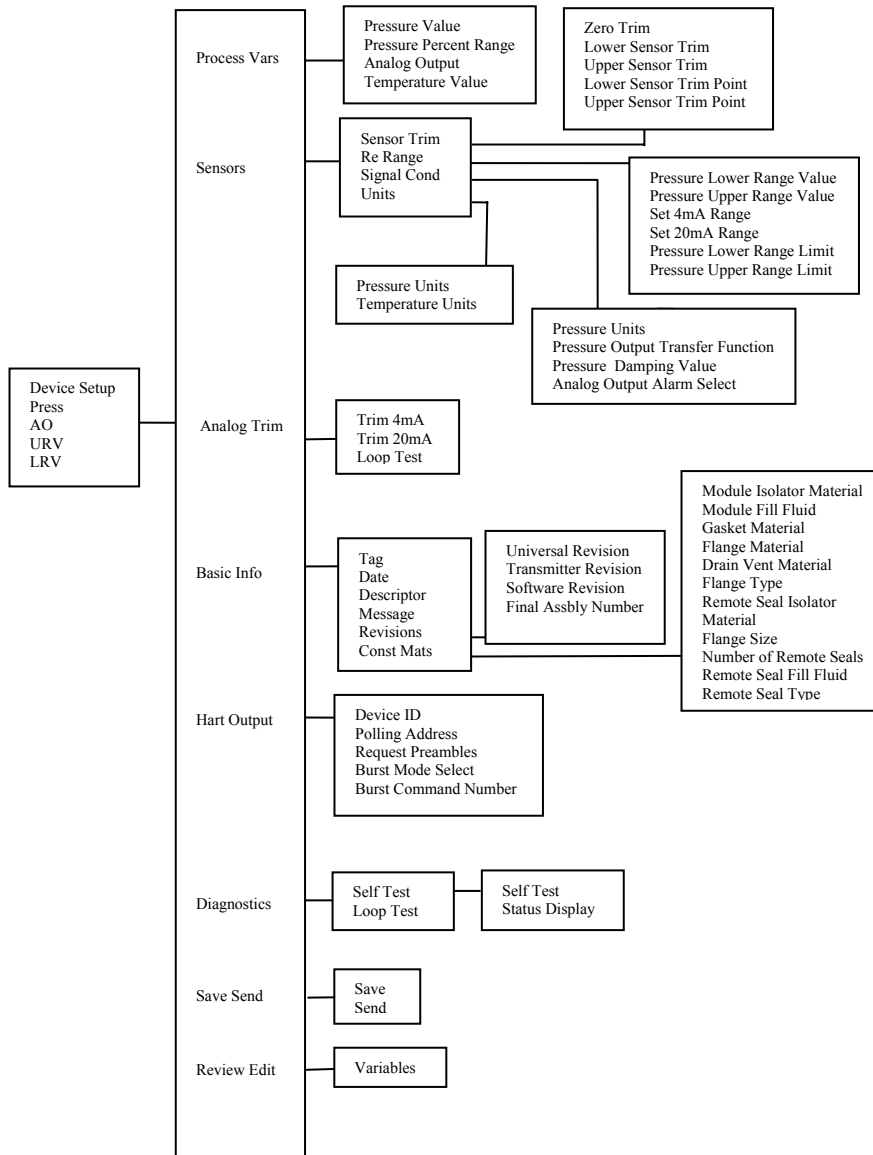 Process Vars
Pressure Value
Pressure Percent Range
Analog Output
Temperature Value
Zero Trim
Lower Sensor Trim
Upper Sensor Trim
Lower Sensor Trim Point
Upper Sensor Trim Point
Sensors
Sensor Trim
Re Range
Signal Cond
Units
Pressure Lower Range Value
Pressure Upper Range Value
Set 4mA Range
Set 20mA Range
Pressure Lower Range Limit
Pressure Upper Range Limit
Pressure Units
Temperature Units
Pressure Units
Pressure Output Transfer Function
Pressure  Damping Value
Analog Output Alarm Select
Device Setup
Press
AO
URV
LRV
Analog Trim
Trim 4mA
Trim 20mA
Loop Test
Basic Info
Tag
Date
Descriptor
Message
Revisions
Const Mats
Universal Revision
Transmitter Revision
Software Revision
Final Assbly Number
Module Isolator Material
Module Fill Fluid
Gasket Material
Flange Material
Drain Vent Material
Flange Type
Remote Seal Isolator
Material
Flange Size
Number of Remote Seals
Remote Seal Fill Fluid
Remote Seal Type
Hart Output
Device ID
Polling Address
Request Preambles
Burst Mode Select
Burst Command Number
Diagnostics
Self Test
Loop Test
Self Test
Status Display
Save Send
Save
Send
Review Edit
Variables